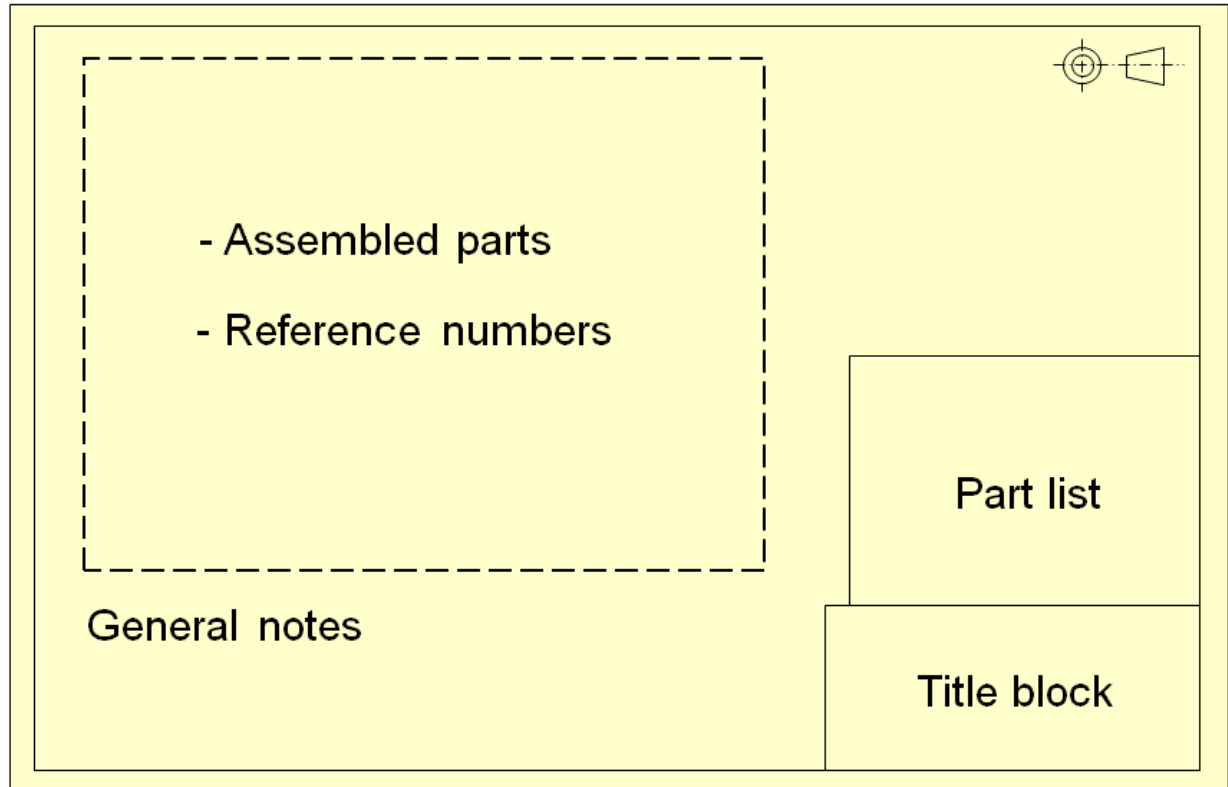 - Assembled parts
- Reference numbers
Part list
General notes
Title block